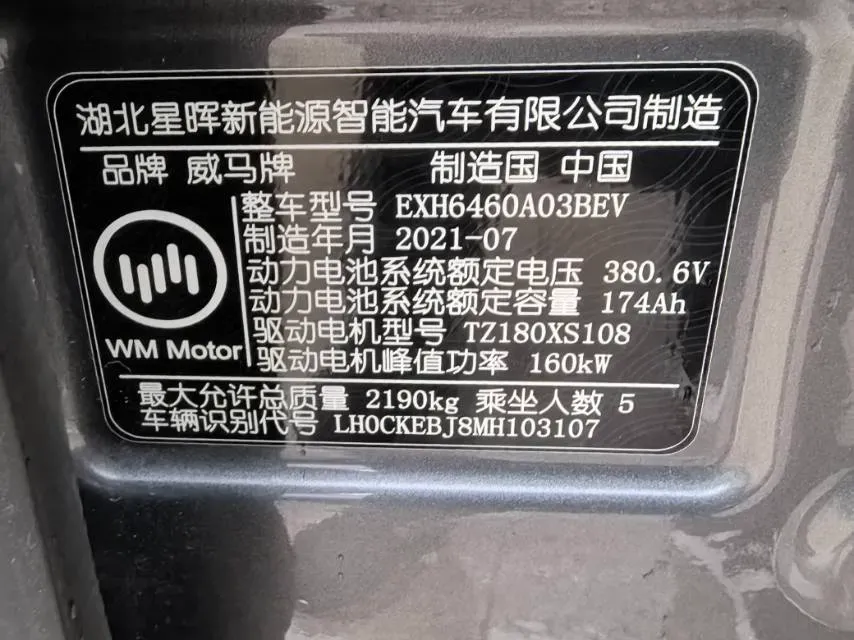 湖北星晖新能源智能汽车有限公司制造
品牌 威马牌 制造国 中国
整车型号 EXH6460A03BEV
制造年月 2021-07
动力电池系统额定电压 380.6V
动力电池系统额定容量 174Ah
驱动电机型号 TZ180XS108
驱动电机峰值功率 160kW
WM Motor
最大允许总质量 2190kg 乘坐人数 5
车辆识别代号 LH0CKEBJ8MH103107